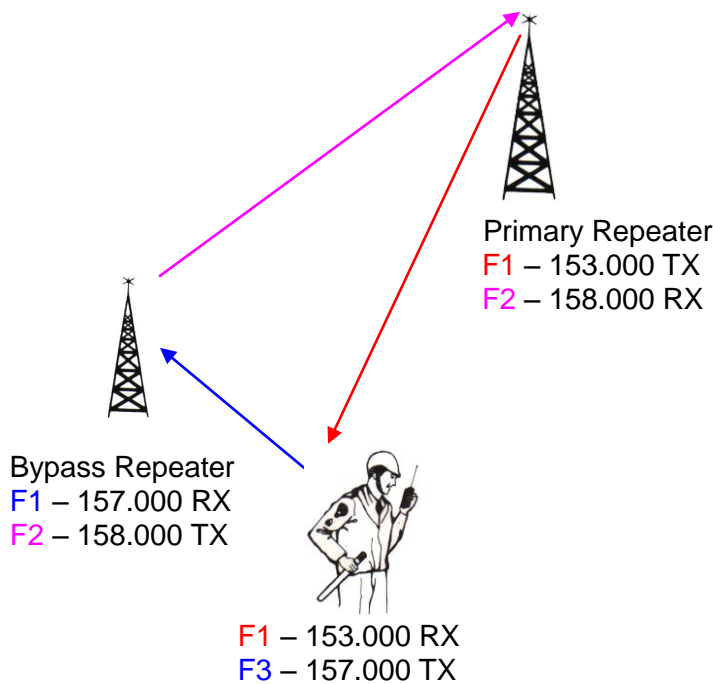 Primary Repeater
F1 – 153.000 TX
F2 – 158.000 RX
Bypass Repeater
F1 – 157.000 RX
F2 – 158.000 TX
F1 – 153.000 RX
F3 – 157.000 TX